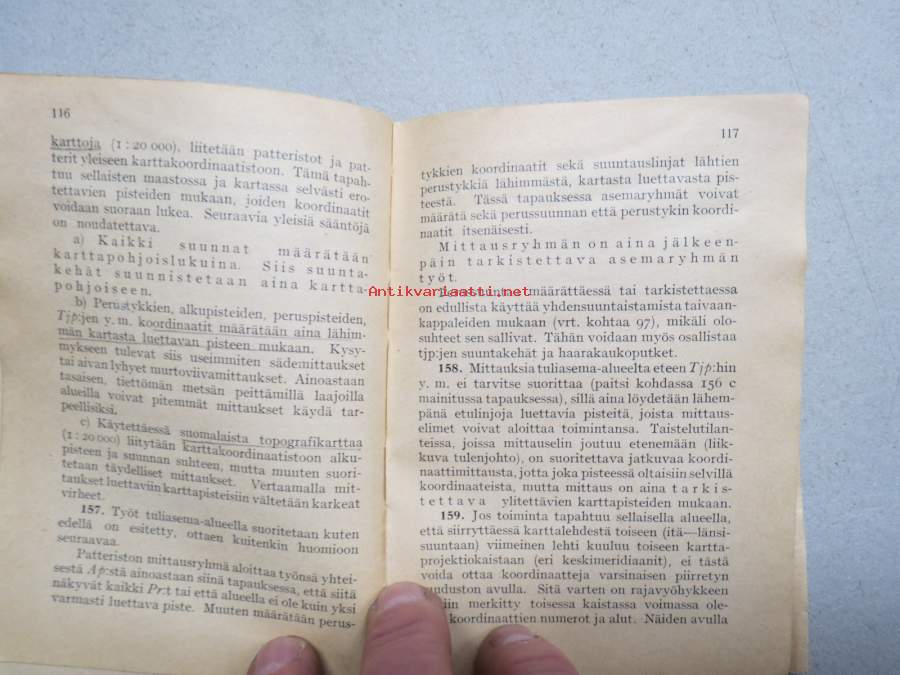 116
karttoja (1 : 20 000), liitetään patteristot ja pat-
terit yleiseen karttakoordinaatistoon. Tämä tapah-
tuu sellaisten maastossa ja kartassa selvästi ero-
tettavien pisteiden mukaan, joiden koordinaatit
voidaan suoraan lukea. Seuraavia yleisiä sääntöjä
on noudatettava.
a) Kaikki suunnat määrätään
karttapohjoislukuina. Siis suunta-
kehät suunnistetaan aina kartta-
pohjoiseen.
b) Perustykkien, alkupisteiden, peruspisteiden,
Tjp:jen y. m. koordinaatit määrätään aina lähim-
män kartasta luettavan pisteen mukaan. Kysy-
mykseen tulevat siis useimmiten sädemittaukset
tai aivan lyhyet murtoviivamittaukset. Ainoastaan
tasaisen, tiettömän metsän peittämillä laajoilla
alueilla voivat pitemmät mittaukset käydä tar-
peellisiksi.
c) Käytettäessä suomalaista topografikarttaa
(1 : 20 000) liitytään karttakoordinaatistoon alku-
pisteen ja suunnan suhteen, mutta muuten suori-
tetaan täydelliset mittaukset. Vertaamalla mit-
taukset luettaviin karttapisteisiin vältetään karkeat
virheet.
157. Työt tuliasema-alueella suoritetaan kuten
edellä on esitetty, ottaen kuitenkin huomioon
seuraavaa.
Patteriston mittausryhmä aloittaa työnsä yhtei-
sestä Ap:stä ainoastaan siinä tapauksessa, että siitä
näkyvät kaikki Pr:t tai että alueella ei ole kuin yksi
varmasti luettava piste. Muuten määrätään perus-
117
tykkien koordinaatit sekä suuntauslinjat lähtien
perustykkiä lähimmästä, kartasta luettavasta pis-
teestä. Tässä tapauksessa asemaryhmät voivat
määrätä sekä perussuunnan että perustykin koordi-
naatit itsenäisesti.
Mittausryhmän on aina jälkeen-
päin tarkistettava asemaryhmän
työt.
Antikvariaatti.net
määrättäessä tai tarkistettaessa
on edullista käyttää yhdensuuntaistamista taivaan-
kappaleiden mukaan (vrt. kohtaa 97), mikäli olo-
suhteet sen sallivat. Tähän voidaan myös osallistaa
tjp:jen suuntakehät ja haarakaukoputket.
158. Mittauksia tuliasema-alueelta eteen Tjp:hin
y. m. ei tarvitse suorittaa (paitsi kohdassa 156 c
mainitussa tapauksessa), sillä aina löydetään lähem-
pänä etulinjoja luettavia pisteitä, joista mittaus-
elimet voivat aloittaa toimintansa. Taistelutilan-
teissa, joissa mittauselin joutuu etenemään (liik-
kuva tulenjohto), on suoritettava jatkuvaa koordi-
naattimittausta, jotta joka pisteessä oltaisiin selvillä
koordinaateista, mutta mittaus on aina tarkis-
tettava ylitettävien karttapisteiden mukaan.
159. Jos toiminta tapahtuu sellaisella alueella,
että siirryttäessä karttalehdestä toiseen (itä—länsi-
suuntaan) viimeinen lehti kuuluu toiseen kartta-
projektiokaistaan (eri keskimeridiaanit), ei tästä
voida ottaa koordinaatteja varsinaisen piirretyn
ruuduston avulla. Sitä varten on rajavyöhykkeen
merkitty toisessa kaistassa voimassa ole-
koordinaattien numerot ja alut. Näiden avulla